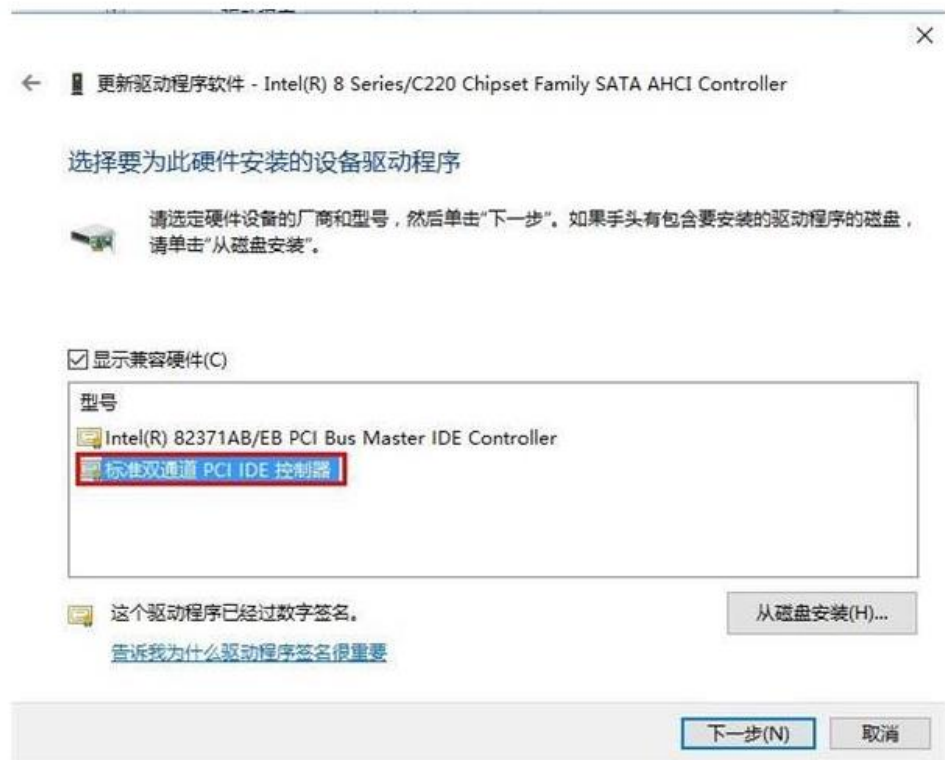 更新驱动程序软件 - Intel(R) 8 Series/C220 Chipset Family SATA AHCI Controller
选择要为此硬件安装的设备驱动程序
请选定硬件设备的厂商和型号，然后单击“下一步”。如果手头有包含要安装的驱动程序的磁盘，
请单击“从磁盘安装”。
显示兼容硬件(C)
型号
Intel(R) 82371AB/EB PCI Bus Master IDE Controller
标准双通道 PCI IDE 控制器
这个驱动程序已经过数字签名。
从磁盘安装(H)...
告诉我为什么驱动程序签名很重要
下一步(N)
取消